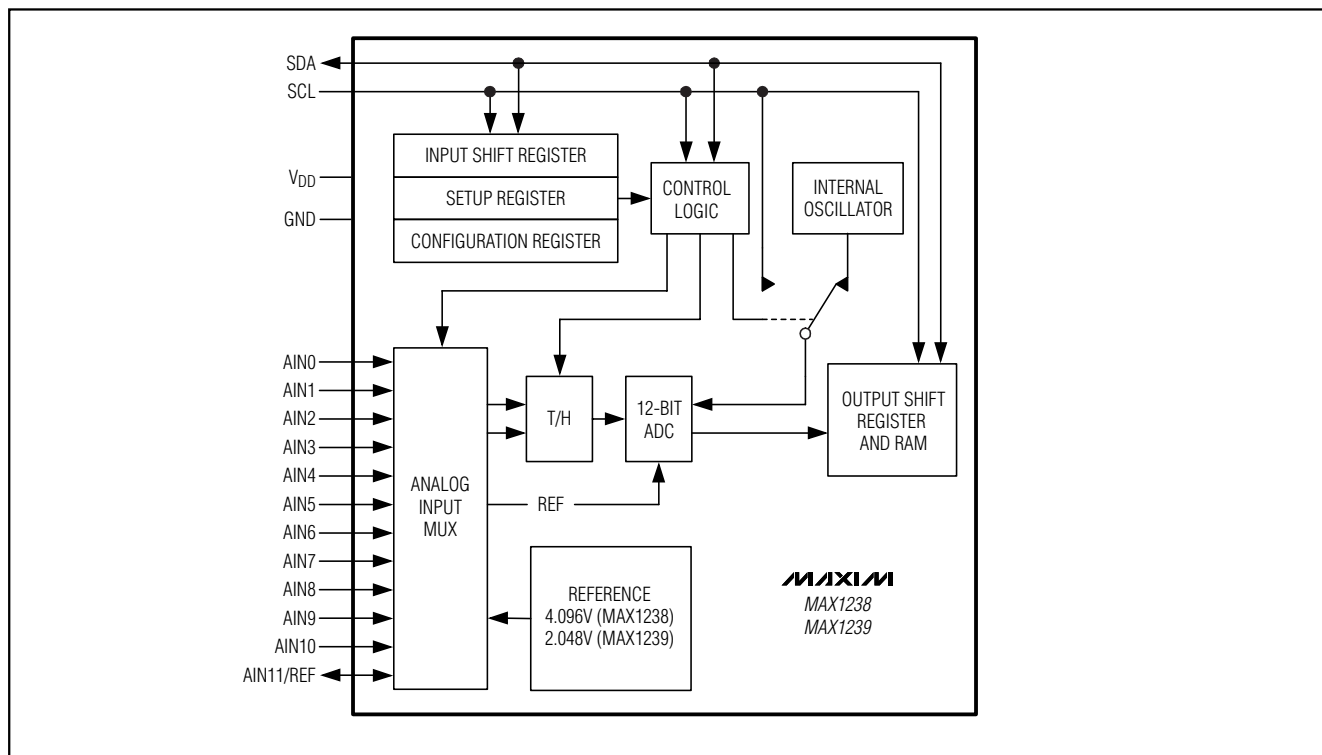 SDA
SCL
VDD
GND
INPUT SHIFT REGISTER
SETUP REGISTER
CONFIGURATION REGISTER
CONTROL
LOGIC
INTERNAL
OSCILLATOR
AIN0
AIN1
AIN2
AIN3
AIN4
AIN5
AIN6
AIN7
AIN8
AIN9
AIN10
AIN11/REF
ANALOG
INPUT
MUX
T/H
12-BIT
ADC
REF
OUTPUT SHIFT
REGISTER
AND RAM
REFERENCE
4.096V (MAX1238)
2.048V (MAX1239)
MAXIM
MAX1238
MAX1239